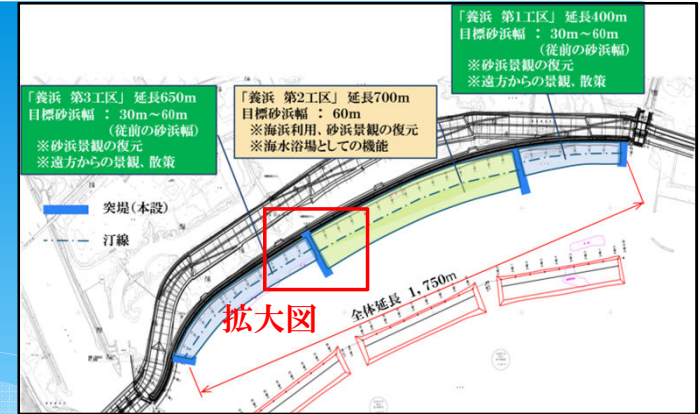 「養浜 第1工区」 延長400m
目標砂浜幅 ： 30m～60m
（従前の砂浜幅）
※砂浜景観の復元
※遠方からの景観、散策
「養浜 第3工区」 延長650m
目標砂浜幅 ： 30m～60m
（従前の砂浜幅）
※砂浜景観の復元
※遠方からの景観、散策
「養浜 第2工区」 延長700m
目標砂浜幅 ： 60m
※海浜利用、砂浜景観の復元
※海水浴場としての機能
突堤（本設）
汀線
拡大図
全体延長 1,750m